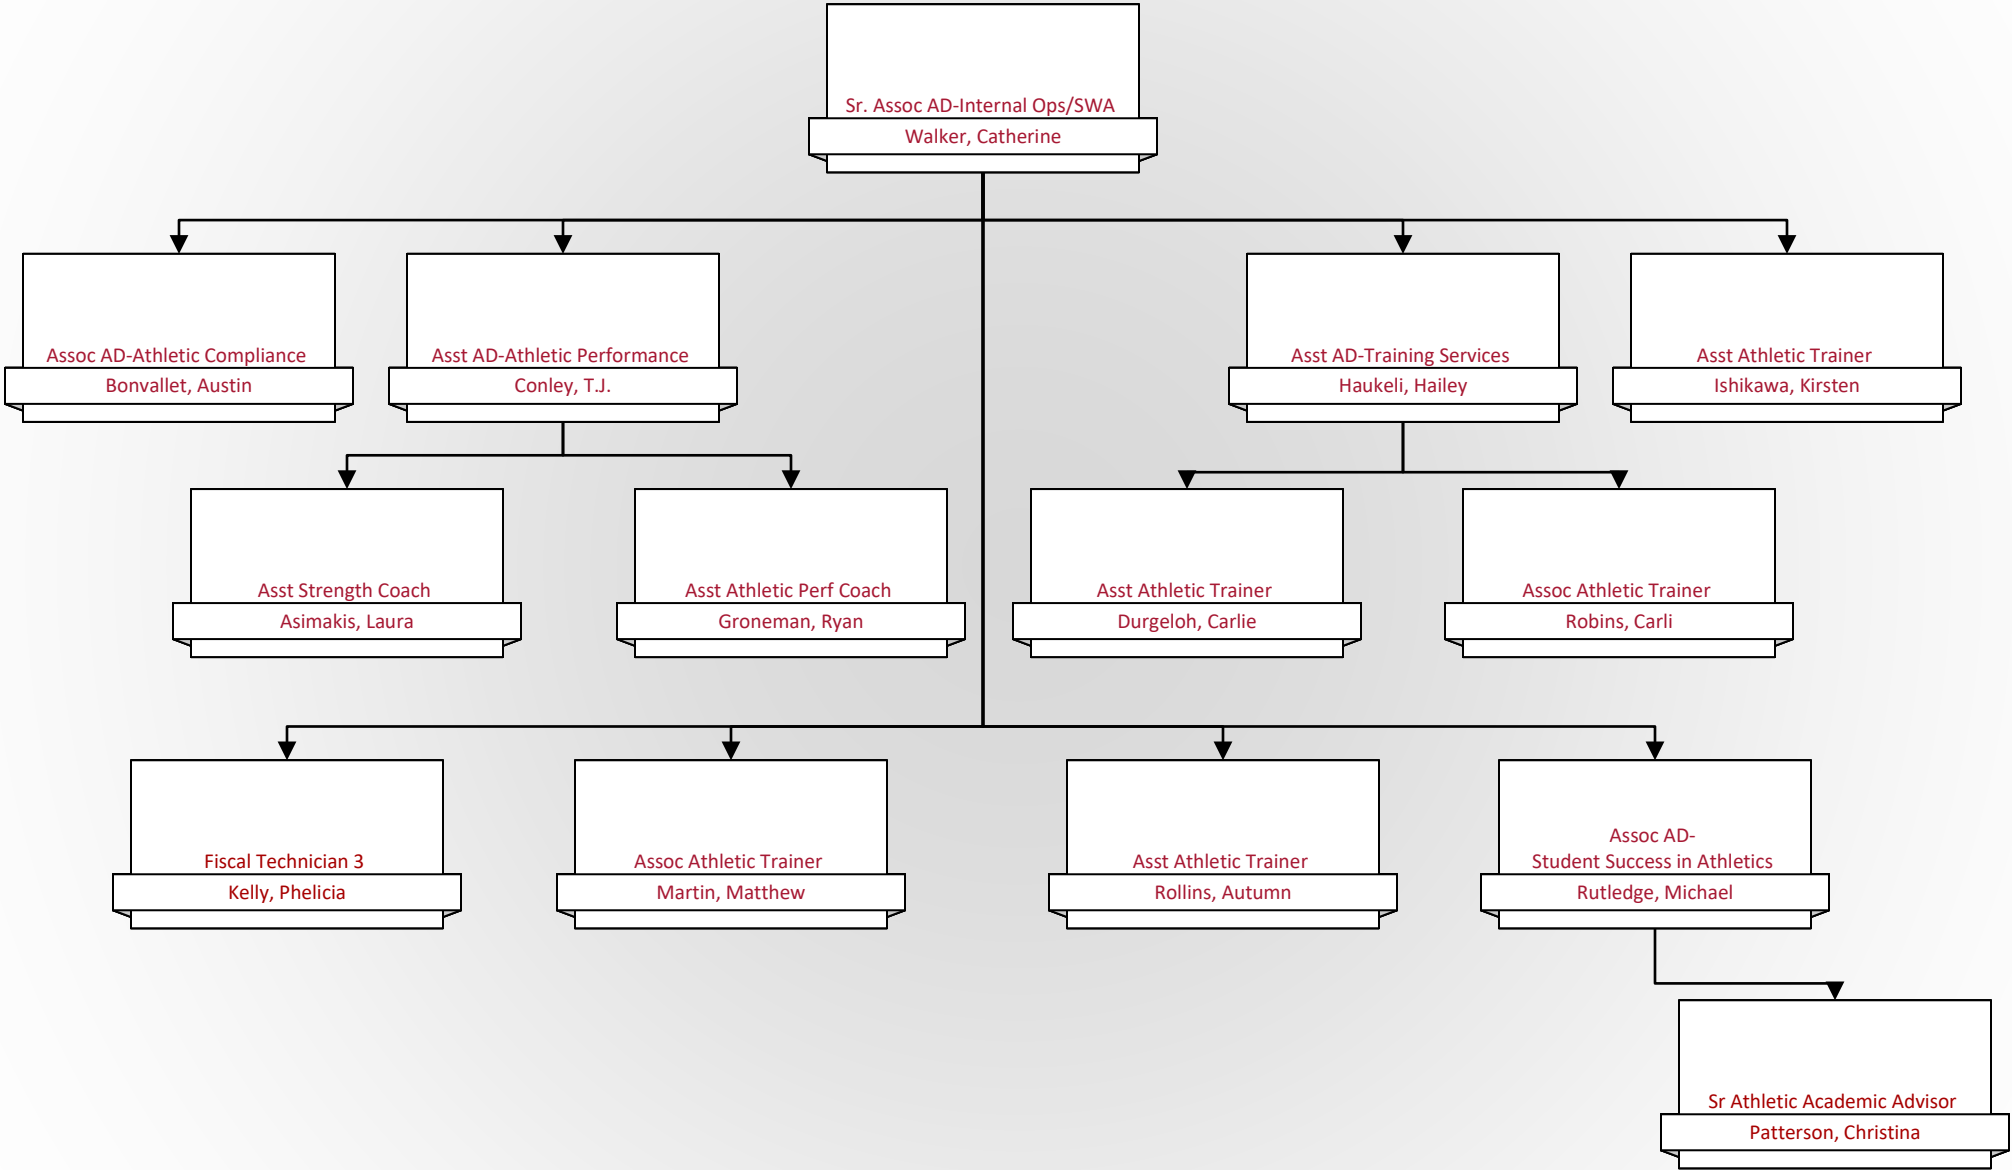 Sr. Assoc AD-Internal Ops/SWA
Walker, Catherine
Assoc AD-Athletic Compliance
Bonvallet, Austin
Asst AD-Athletic Performance
Conley, T.J.
Asst AD-Training Services
Haukeli, Hailey
Asst Athletic Trainer
Ishikawa, Kirsten
Asst Strength Coach
Asimakis, Laura
Asst Athletic Perf Coach
Groneman, Ryan
Asst Athletic Trainer
Durgeloh, Carlie
Assoc Athletic Trainer
Robins, Carli
Fiscal Technician 3
Kelly, Phelicia
Assoc Athletic Trainer
Martin, Matthew
Asst Athletic Trainer
Rollins, Autumn
Assoc AD-
Student Success in Athletics
Rutledge, Michael
Sr Athletic Academic Advisor
Patterson, Christina